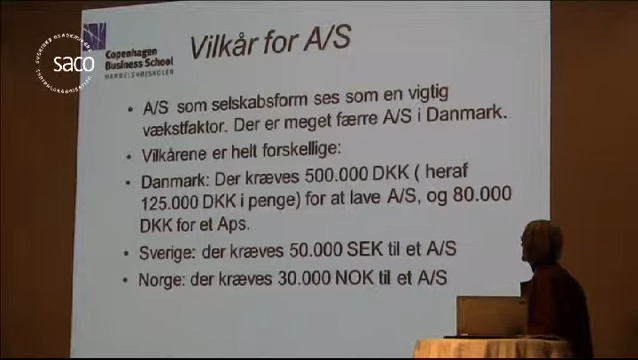 saco
Copenhagen
Business School
HANDELSHØJSKOLEN
Vilkår for A/S
• A/S som selskabsform ses som en vigtig
vækstfaktor. Der er meget færre A/S i Danmark.
• Vilkårene er helt forskellige:
• Danmark: Der kræves 500.000 DKK ( heraf
125.000 DKK i penge) for at lave A/S, og 80.000
DKK for et Aps.
• Sverige: der kræves 50.000 SEK til et A/S
• Norge: der kræves 30.000 NOK til et A/S